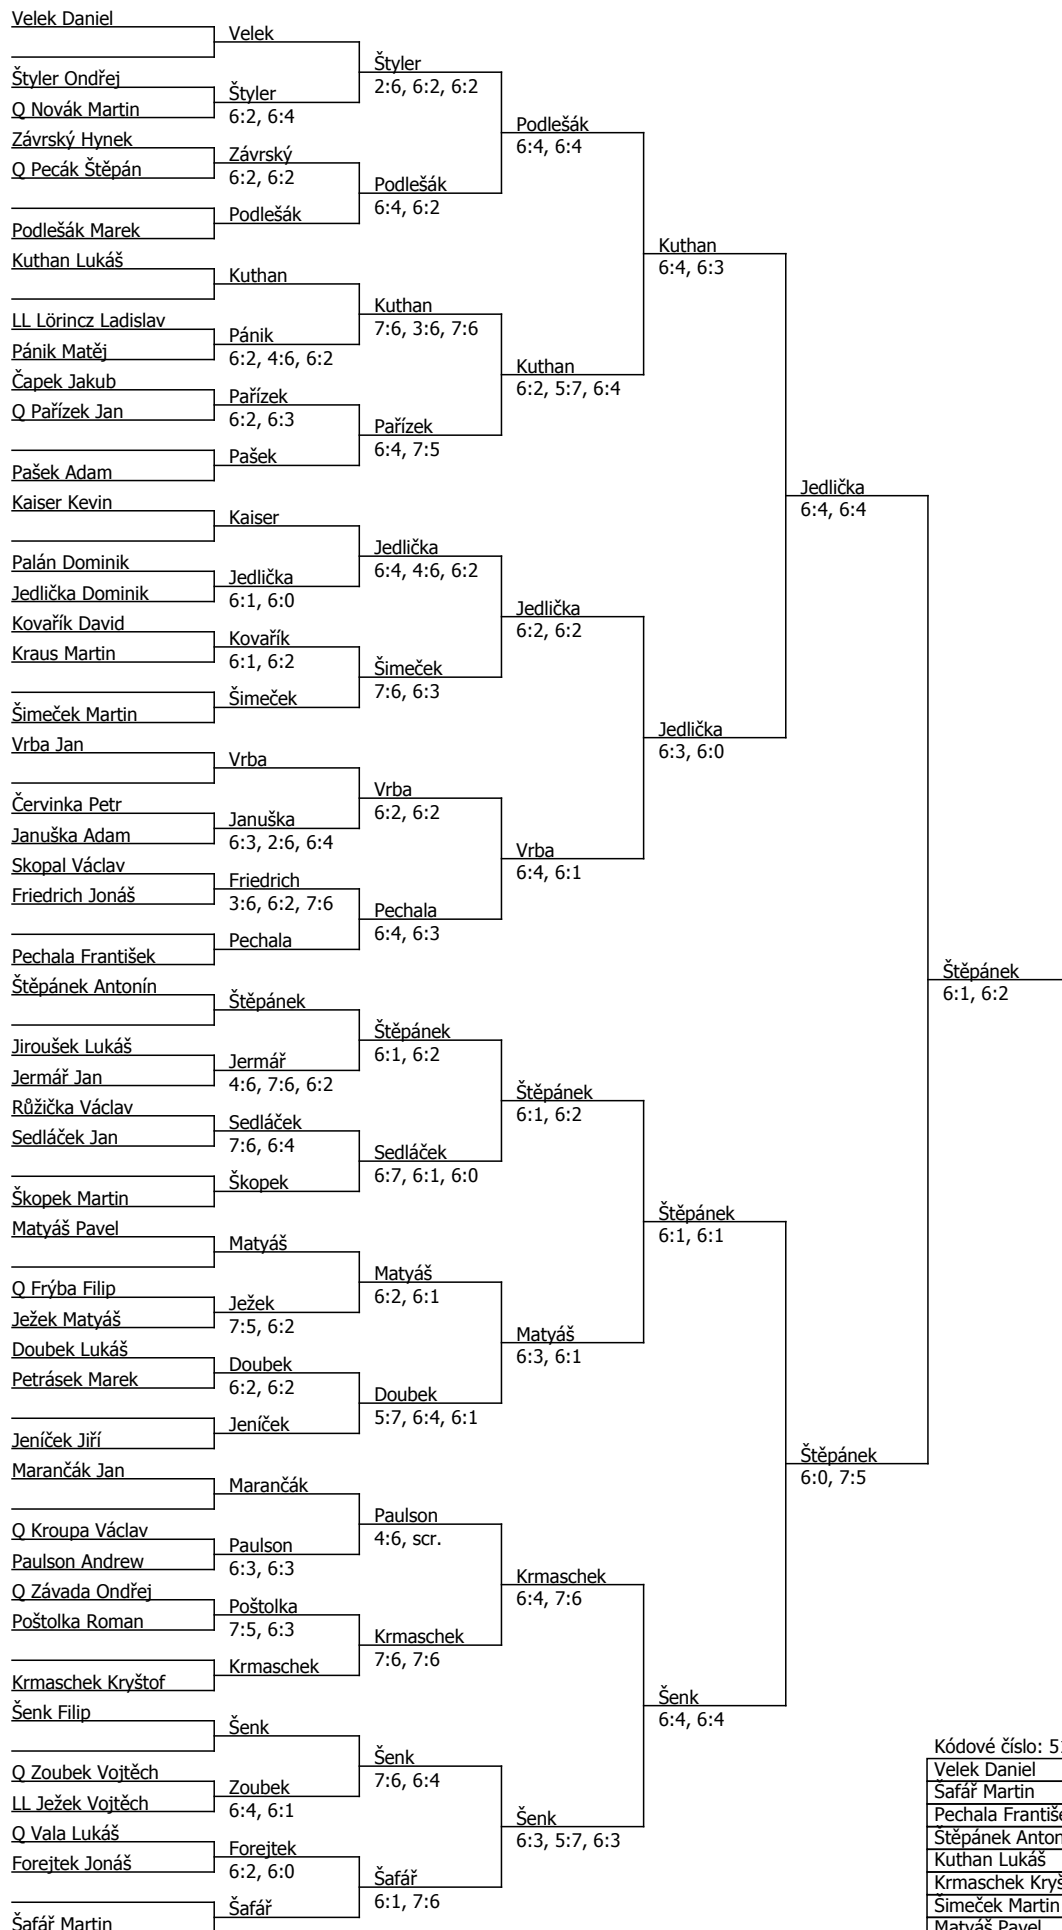 Velek Daniel
Štyler Ondřej
Q Novák Martin
Závrský Hynek
Q Pecák Štěpán
Podlešák Marek
Kuthan Lukáš
LL Lörincz Ladislav
Pánik Matěj
Čapek Jakub
Q Pařízek Jan
Pašek Adam
Kaiser Kevin
Palán Dominik
Jedlička Dominik
Kovařík David
Kraus Martin
Šimeček Martin
Vrba Jan
Červinka Petr
Januška Adam
Skopal Václav
Friedrich Jonáš
Pechala František
Štěpánek Antonín
Jiroušek Lukáš
Jermář Jan
Růžička Václav
Sedláček Jan
Škopek Martin
Matyáš Pavel
Q Frýba Filip
Ježek Matyáš
Doubek Lukáš
Petrásek Marek
Jeníček Jiří
Marančák Jan
Q Kroupa Václav
Paulson Andrew
Q Závada Ondřej
Poštolka Roman
Krmaschek Kryštof
Šenk Filip
Q Zoubek Vojtěch
LL Ježek Vojtěch
Q Vala Lukáš
Forejtek Jonáš
Šafář Martin
Velek
Štyler
6:2, 6:4
Závrský
6:2, 6:2
Podlešák
Kuthan
Pánik
6:2, 4:6, 6:2
Pařízek
6:2, 6:3
Pašek
Kaiser
Jedlička
6:1, 6:0
Kovařík
6:1, 6:2
Šimeček
Vrba
Januška
6:3, 2:6, 6:4
Friedrich
3:6, 6:2, 7:6
Pechala
Štěpánek
Jermář
4:6, 7:6, 6:2
Sedláček
7:6, 6:4
Škopek
Matyáš
Ježek
7:5, 6:2
Doubek
6:2, 6:2
Jeníček
Marančák
Paulson
6:3, 6:3
Poštolka
7:5, 6:3
Krmaschek
Šenk
Zoubek
6:4, 6:1
Forejtek
6:2, 6:0
Šafář
Štyler
2:6, 6:2, 6:2
Podlešák
6:4, 6:2
Kuthan
7:6, 3:6, 7:6
Pařízek
6:4, 7:5
Jedlička
6:4, 4:6, 6:2
Šimeček
7:6, 6:3
Vrba
6:2, 6:2
Pechala
6:4, 6:3
Štěpánek
6:1, 6:2
Sedláček
6:7, 6:1, 6:0
Matyáš
6:2, 6:1
Doubek
5:7, 6:4, 6:1
Paulson
4:6, scr.
Krmaschek
7:6, 7:6
Šenk
7:6, 6:4
Šafář
6:1, 7:6
Podlešák
6:4, 6:4
Kuthan
6:2, 5:7, 6:4
Jedlička
6:2, 6:2
Vrba
6:4, 6:1
Štěpánek
6:1, 6:2
Matyáš
6:3, 6:1
Krmaschek
6:4, 7:6
Šenk
6:3, 5:7, 6:3
Kuthan
6:4, 6:3
Jedlička
6:3, 6:0
Štěpánek
6:1, 6:1
Šenk
6:4, 6:4
Jedlička
6:4, 6:4
Štěpánek
6:0, 7:5
Štěpánek
6:1, 6:2
Kódové číslo:
Velek Daniel
Šafář Martin
Pechala
Štěpánek
Kuthan Lukáš
Krmaschek
Šimeček Martin
Matyáš Pavel